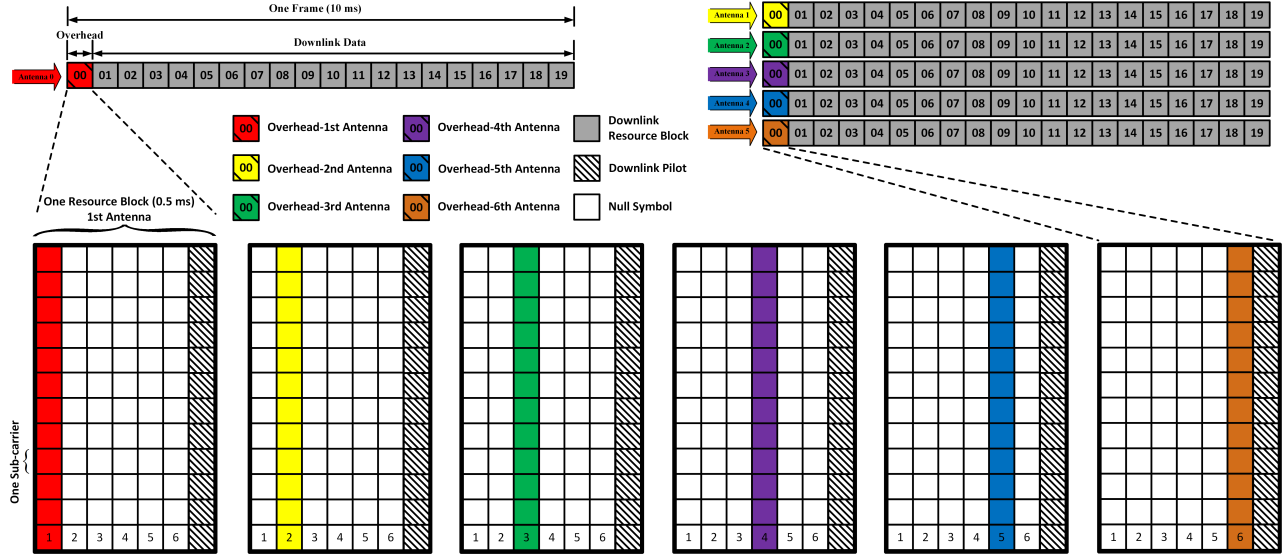 One Frame (10 ms)
Overhead
Downlink Data
Antenna 0 00 01 02 03 04 05 06 07 08 09 10 11 12 13 14 15 16 17 18 19
Antenna 1 00 01 02 03 04 05 06 07 08 09 10 11 12 13 14 15 16 17 18 19
Antenna 2 00 01 02 03 04 05 06 07 08 09 10 11 12 13 14 15 16 17 18 19
Antenna 3 00 01 02 03 04 05 06 07 08 09 10 11 12 13 14 15 16 17 18 19
Antenna 4 00 01 02 03 04 05 06 07 08 09 10 11 12 13 14 15 16 17 18 19
Antenna 5 00 01 02 03 04 05 06 07 08 09 10 11 12 13 14 15 16 17 18 19
00 Overhead-1st Antenna
00 Overhead-2nd Antenna
00 Overhead-3rd Antenna
00 Overhead-4th Antenna
00 Overhead-5th Antenna
00 Overhead-6th Antenna
Downlink
Resource Block
Downlink Pilot
Null Symbol
One Resource Block (0.5 ms)
1st Antenna
One Sub-carrier
1 2 3 4 5 6
1 2 3 4 5 6
1 2 3 4 5 6
1 2 3 4 5 6
1 2 3 4 5 6
1 2 3 4 5 6